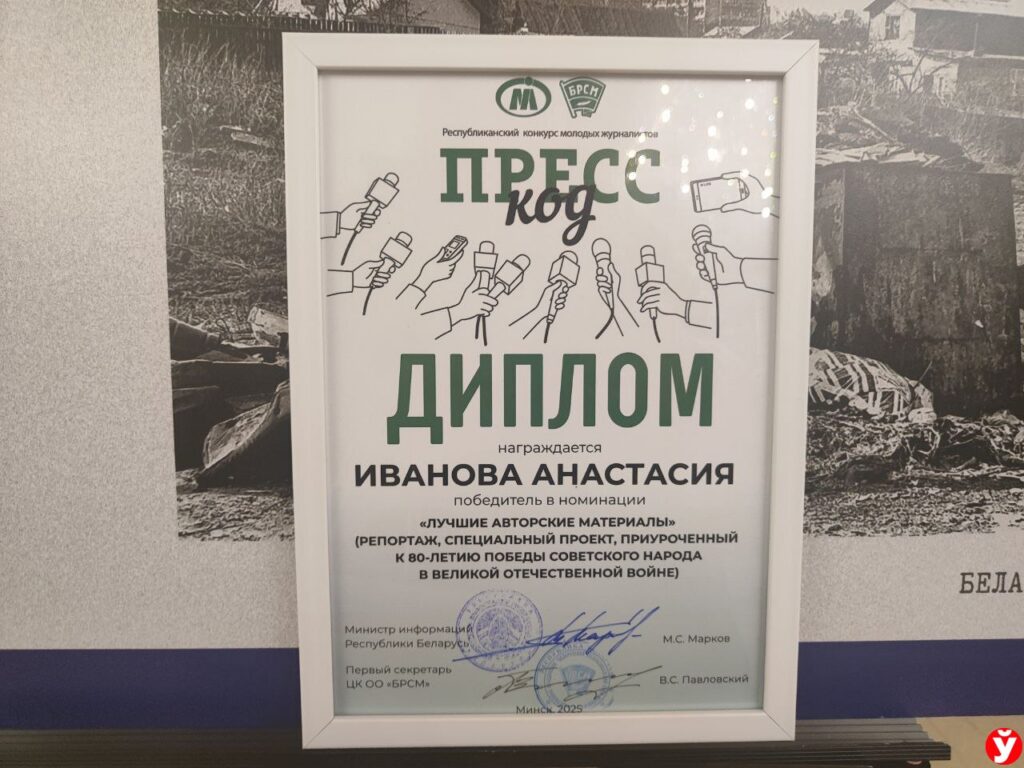 М
БРСМ
Республиканский конкурс молодых журналистов
ПРЕСС
код
ДИПЛОМ
награждается
ИВАНОВА АНАСТАСИЯ
победитель в номинации
«ЛУЧШИЕ АВТОРСКИЕ МАТЕРИАЛЫ»
(РЕПОРТАЖ, СПЕЦИАЛЬНЫЙ ПРОЕКТ, ПРИУРОЧЕННЫЙ
К 80-ЛЕТИЮ ПОБЕДЫ СОВЕТСКОГО НАРОДА
В ВЕЛИКОЙ ОТЕЧЕСТВЕННОЙ ВОЙНЕ)
Министр информации
Республики Беларусь
М.С. Марков
Первый секретарь
ЦК ОО «БРСМ»
В.С. Павловский
Минск, 2025
БЕЛА
Ў